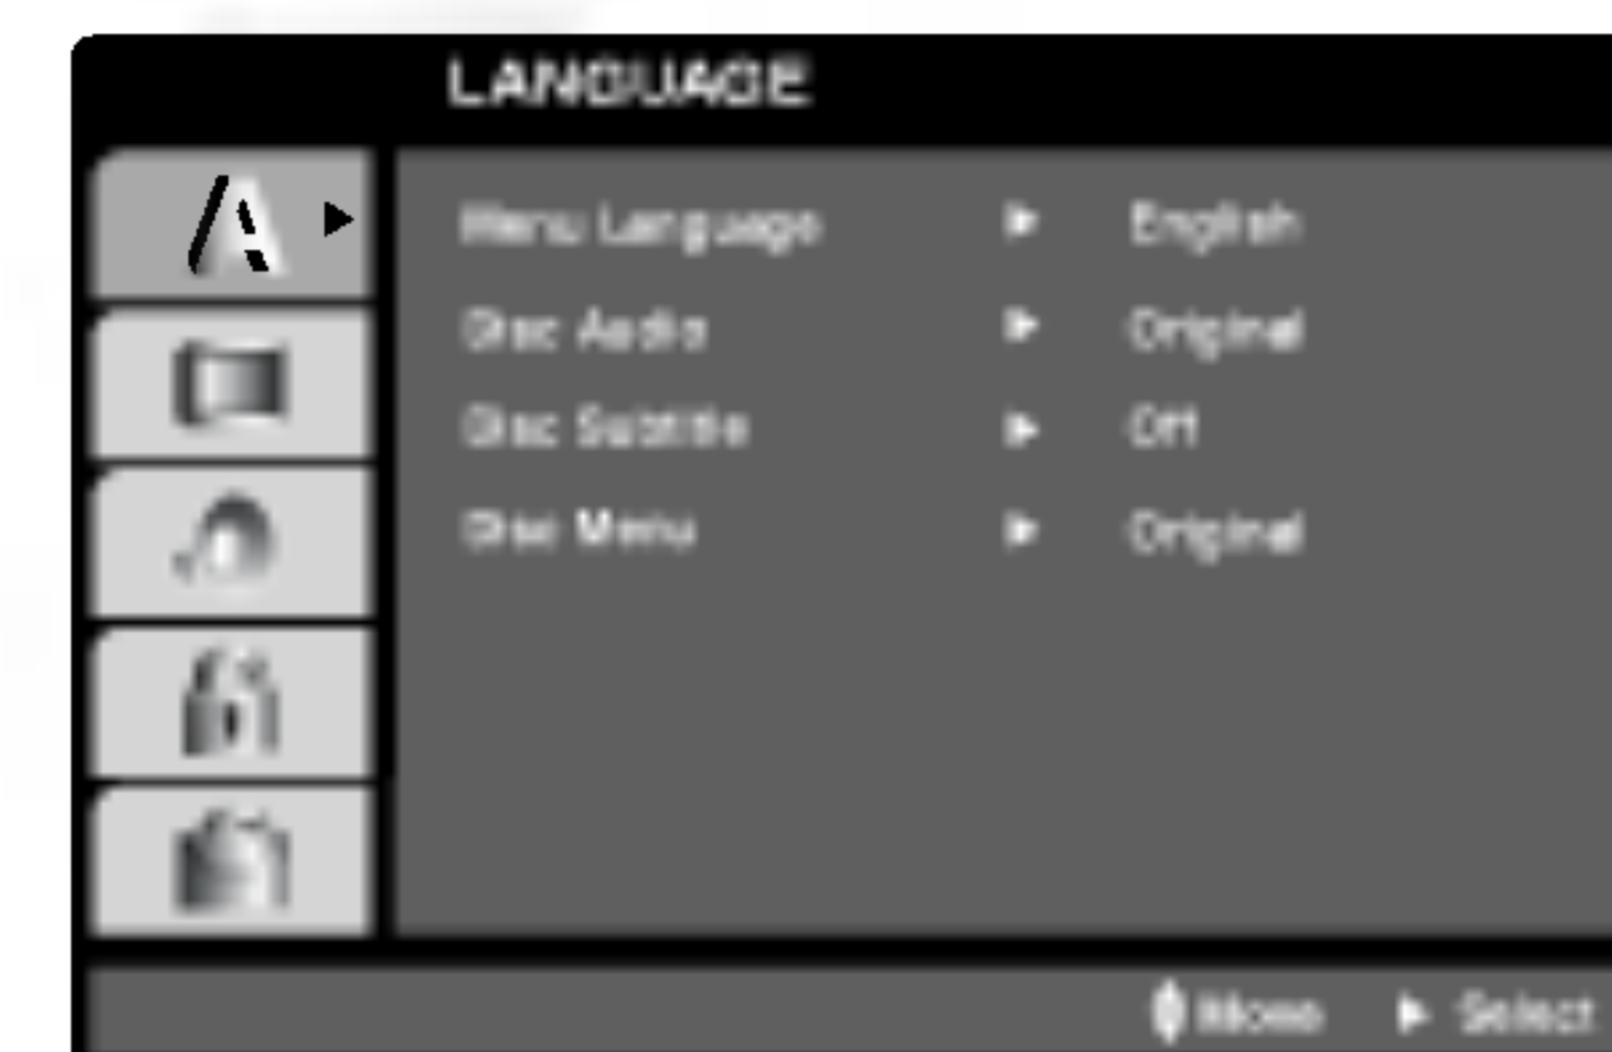 LANGUAGE
Menu Language ▶ English
Disc Audio ▶ Original
Disc Subtitle ▶ Off
Disc Menu ▶ Original
Move ▶ Select